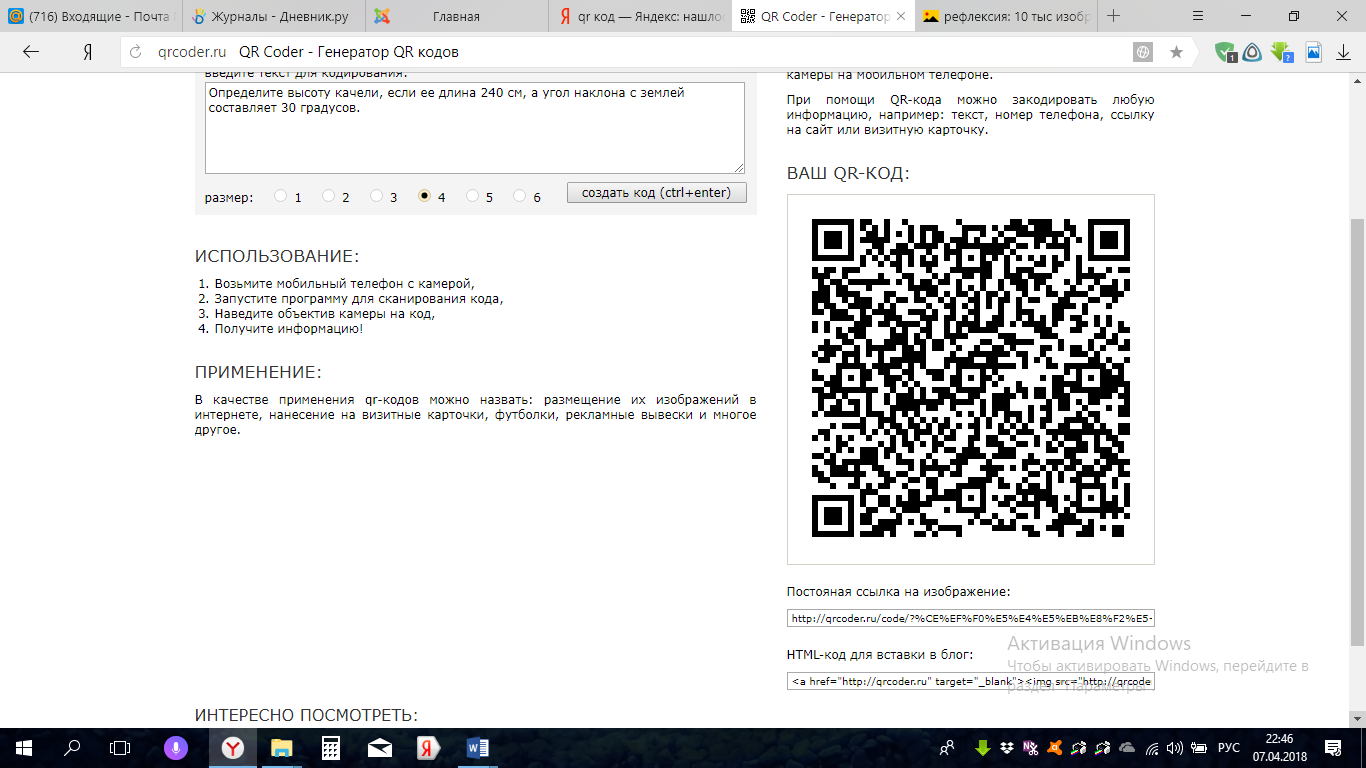 (716) Входящие - Почта
Журналы - Дневник.ру
Главная
qr код — Яндекс: нашлос
QR Coder - Генератор
рефлексия: 10 тыс изобр
Я
qrcoder.ru QR Coder - Генератор QR кодов
1
?
введите текст для кодирования:
Определите высоту качели, если ее длина 240 см, а угол наклона с землей
составляет 30 градусов.
размер: 1 2 3 4 5 6 создать код (ctrl+enter)
ИСПОЛЬЗОВАНИЕ:
1. Возьмите мобильный телефон с камерой,
2. Запустите программу для сканирования кода,
3. Наведите объектив камеры на код,
4. Получите информацию!
ПРИМЕНЕНИЕ:
В качестве применения qr-кодов можно назвать: размещение их изображений в
интернете, нанесение на визитные карточки, футболки, рекламные вывески и многое
другое.
ИНТЕРЕСНО ПОСМОТРЕТЬ:
камеры на мобильном телефоне.
При помощи QR-кода можно закодировать любую
информацию, например: текст, номер телефона, ссылку
на сайт или визитную карточку.
ВАШ QR-КОД:
Постояная ссылка на изображение:
http://qrcoder.ru/code/?%CE%EF%F0%E5%E4%E5%EB%E8%F2%E5-
HTML-код для вставки в блог:
<a href="http://qrcoder.ru" target="_blank"><img src="http://qrcode
Активация Windows
Чтобы активировать Windows, перейдите в
раздел "Параметры".
РУС
22:46
07.04.2018